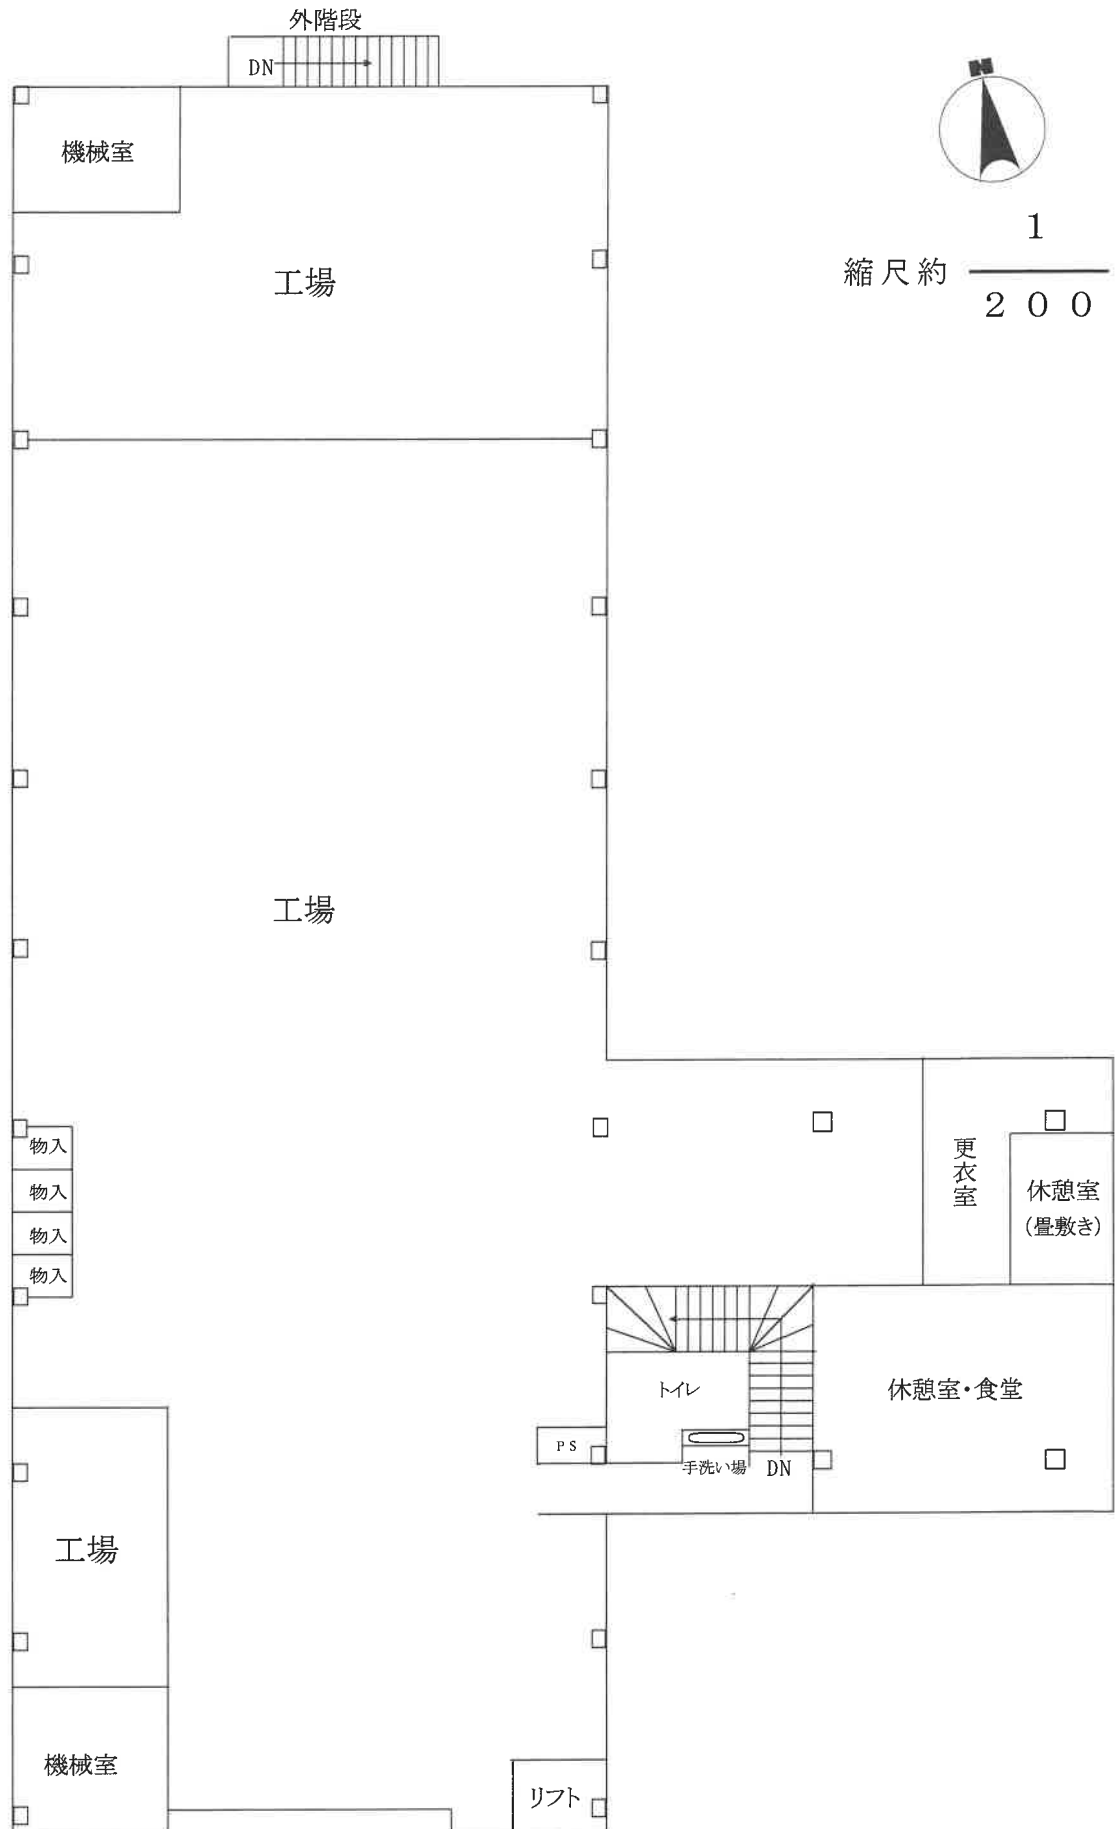 外階段
DN
N
機械室
工場
縮尺約
1
200
工場
物入
物入
物入
物入
更衣室
休憩室
(畳敷き)
トイレ
休憩室・食堂
PS
手洗い場
DN
工場
機械室
リフト